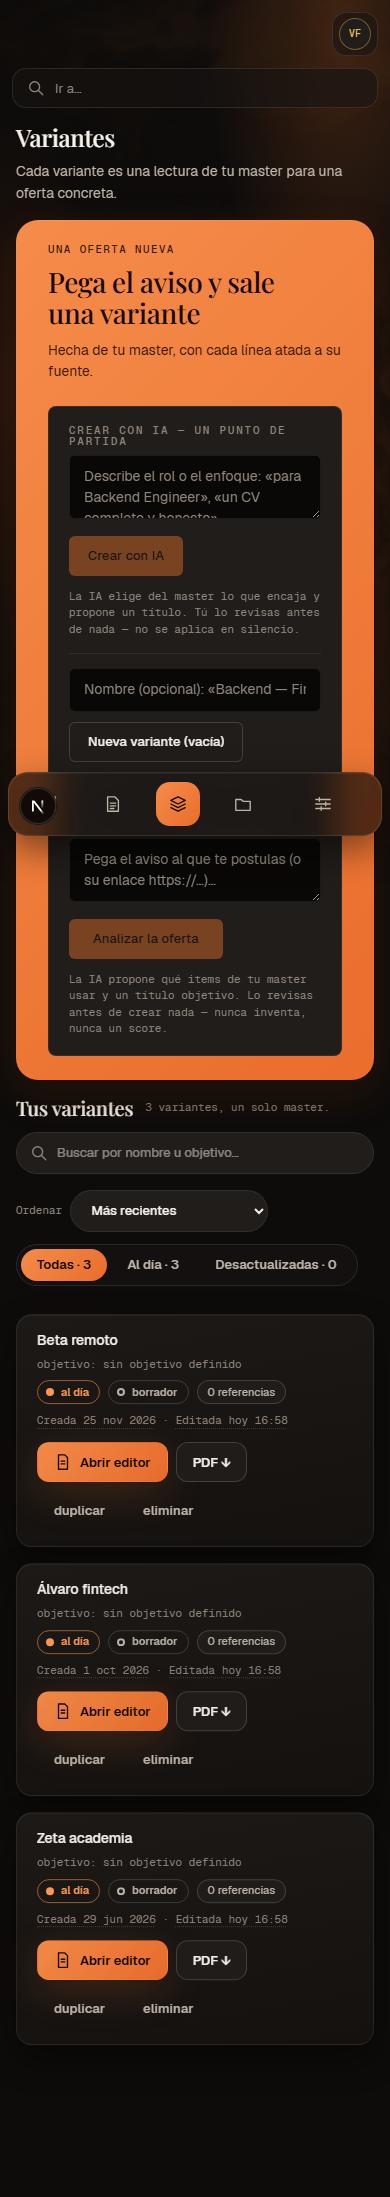 VF
Ir a...
Variantes
Cada variante es una lectura de tu master para una
oferta concreta.
UNA OFERTA NUEVA
Pega el aviso y sale
una variante
Hecha de tu master, con cada línea atada a su
fuente.
CREAR CON IA — UN PUNTO DE
PARTIDA
Describe el rol o el enfoque: «para
Backend Engineer», «un CV
completo y honesto»
Crear con IA
La IA elige del master lo que encaja y
propone un título. Tú lo revisas antes
de nada — no se aplica en silencio.
Nombre (opcional): «Backend — Fin
Nueva variante (vacía)
N
Pega el aviso al que te postulas (o
su enlace https://…)…
Analizar la oferta
La IA propone qué items de tu master
usar y un título objetivo. Lo revisas
antes de crear nada — nunca inventa,
nunca un score.
Tus variantes 3 variantes, un solo master.
Buscar por nombre u objetivo…
Ordenar Más recientes
Todas · 3 Al día · 3 Desactualizadas · 0
Beta remoto
objetivo: sin objetivo definido
al día borrador 0 referencias
Creada 25 nov 2026 · Editada hoy 16:58
Abrir editor PDF ↓
duplicar eliminar
Álvaro fintech
objetivo: sin objetivo definido
al día borrador 0 referencias
Creada 1 oct 2026 · Editada hoy 16:58
Abrir editor PDF ↓
duplicar eliminar
Zeta academia
objetivo: sin objetivo definido
al día borrador 0 referencias
Creada 29 jun 2026 · Editada hoy 16:58
Abrir editor PDF ↓
duplicar eliminar